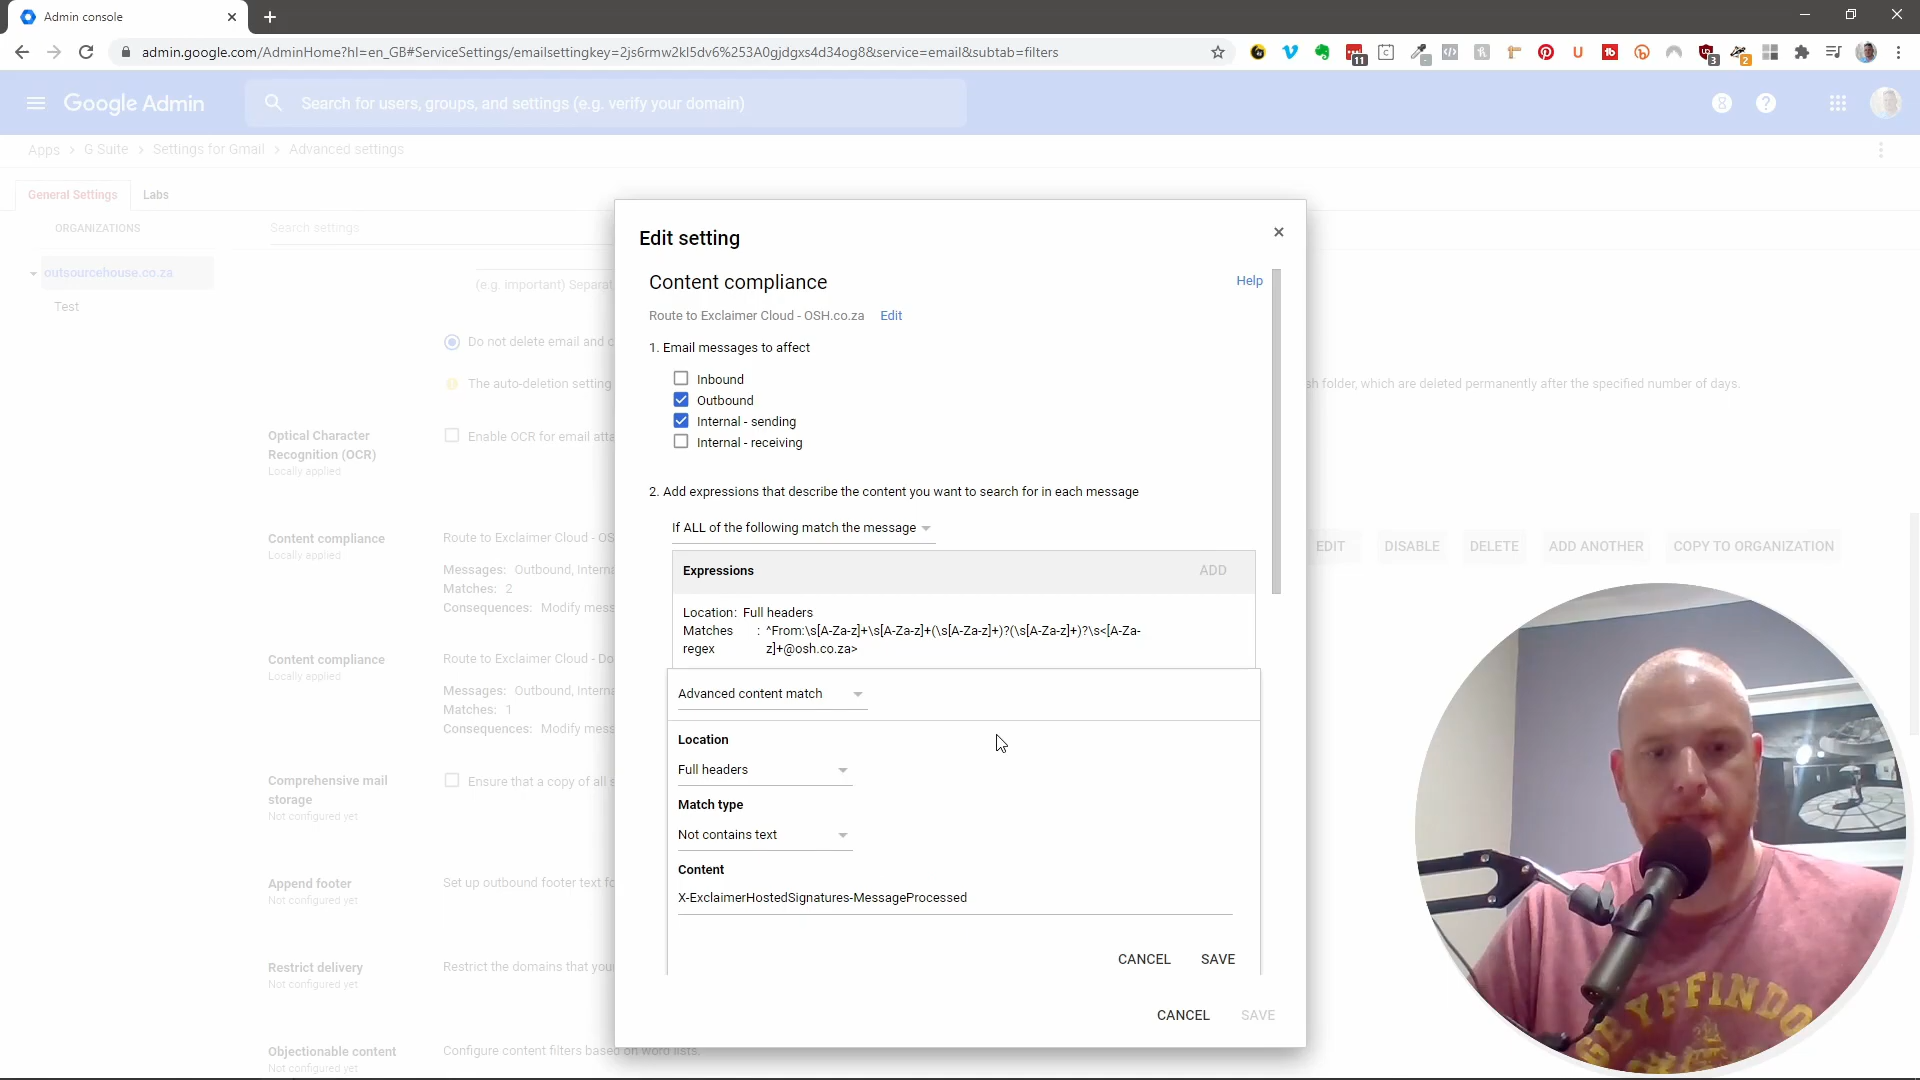 Admin console
admin.google.com/AdminHome?hl=en_GB#ServiceSettings/emailsettingkey=2js6rmw2kl5dv6%253A0gjdgxs4d34og8&service=email&subtab=filters
11
3
2
Google Admin
Search for users, groups, and settings (e.g. verify your domain)
Apps > G Suite > Settings for Gmail > Advanced settings
General Settings
Labs
ORGANIZATIONS
Search settings
outsourcehouse.co.za
Test
(e.g. important) Separat
Do not delete email and c
The auto-deletion setting
sh folder, which are deleted permanently after the specified number of days.
Optical Character
Recognition (OCR)
Locally applied
Enable OCR for email atta
Content compliance
Locally applied
Route to Exclaimer Cloud - OS
Messages: Outbound, Interna
Matches: 2
Consequences: Modify mess
EDIT
DISABLE
DELETE
ADD ANOTHER
COPY TO ORGANIZATION
Content compliance
Locally applied
Route to Exclaimer Cloud - Do
Messages: Outbound, Interna
Matches: 1
Consequences: Modify mess
Comprehensive mail
storage
Not configured yet
Ensure that a copy of all s
Append footer
Not configured yet
Set up outbound footer text fo
Restrict delivery
Not configured yet
Restrict the domains that you
Objectionable content
Not configured yet
Configure content filters based on word lists.
Edit setting
Content compliance
Help
Route to Exclaimer Cloud - OSH.co.za Edit
1. Email messages to affect
Inbound
Outbound
Internal - sending
Internal - receiving
2. Add expressions that describe the content you want to search for in each message
If ALL of the following match the message
Expressions
ADD
Location: Full headers
Matches : ^From:\s[A-Za-z]+\s[A-Za-z]+(\s[A-Za-z]+)?(\s[A-Za-z]+)?\s<[A-Za-
regex z]+@osh.co.za>
Advanced content match
Location
Full headers
Match type
Not contains text
Content
X-ExclaimerHostedSignatures-MessageProcessed
CANCEL
SAVE
CANCEL
SAVE